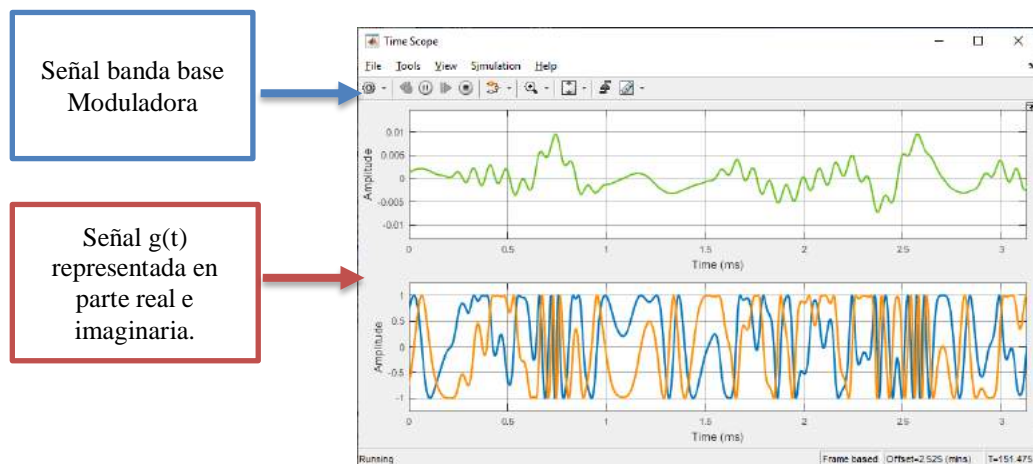 Señal banda base
Moduladora
Señal g(t)
representada en
parte real e
imaginaria.
Time Scope
File Tools View Simulation Help
Amplitude
0.01
0.005
0
-0.005
-0.01
0 0.5 1 1.5 2 2.5 3
Time (ms)
Amplitude
1
0.5
0
-0.5
-1
0 0.5 1 1.5 2 2.5 3
Time (ms)
Running Frame based Offset=2.525 (mins) T=151.475